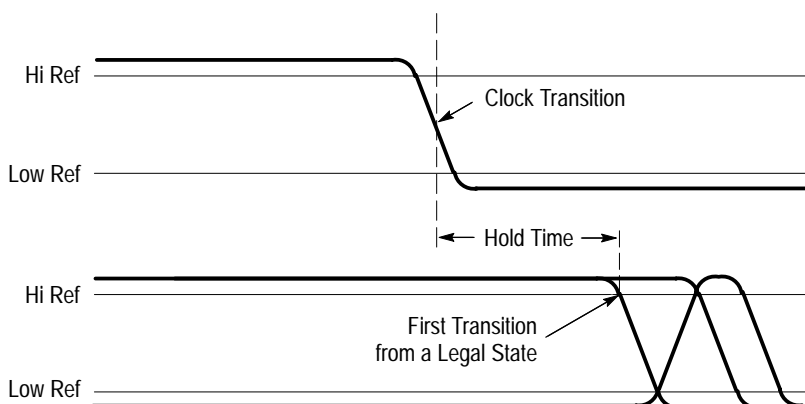 Hi Ref
Clock Transition
Low Ref
Hold Time
Hi Ref
First Transition
from a Legal State
Low Ref